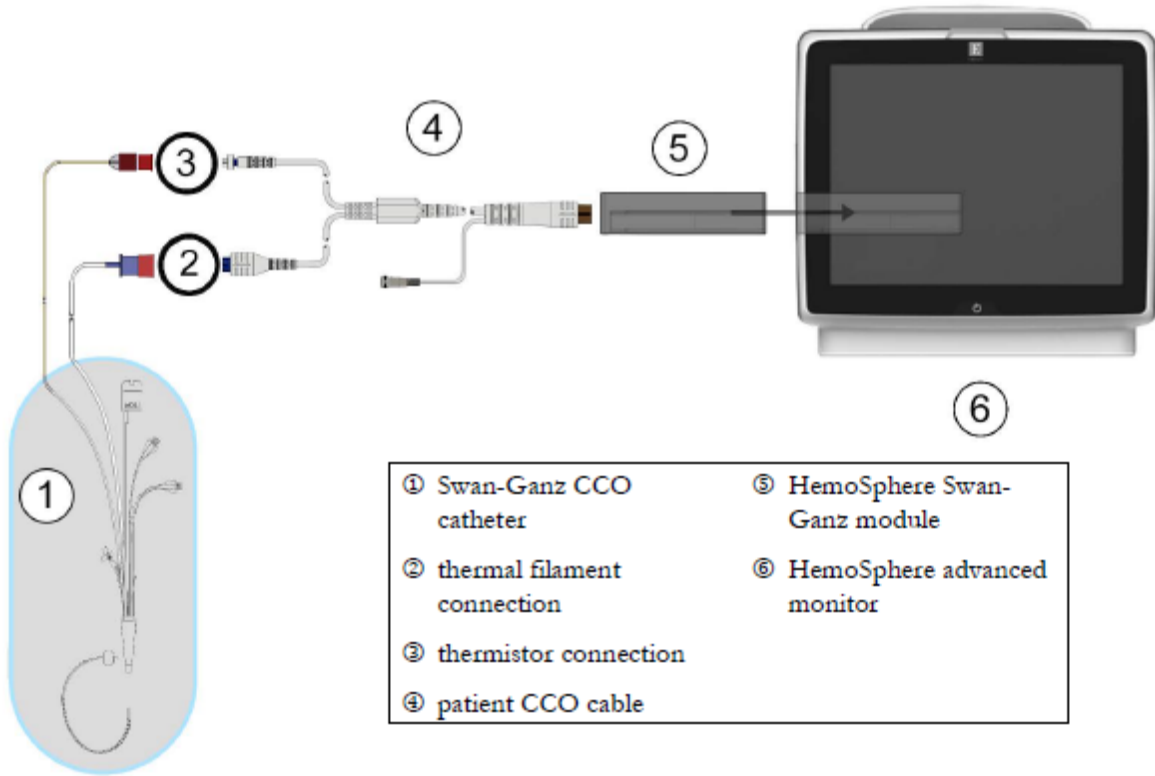 3
4
5
2
6
1
① Swan-Ganz CCO
catheter
② thermal filament
connection
③ thermistor connection
④ patient CCO cable
⑤ HemoSphere Swan-
Ganz module
⑥ HemoSphere advanced
monitor